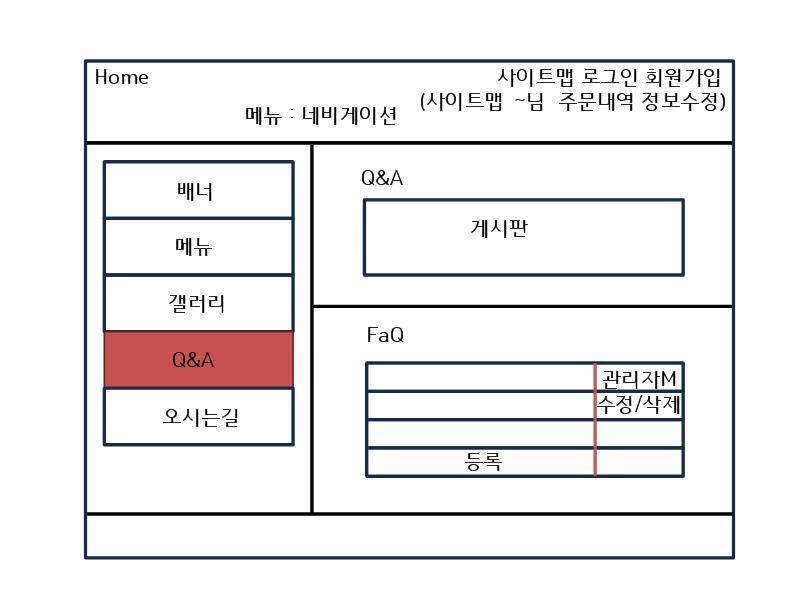 Home
사이트맵 로그인 회원가입
(사이트맵 ~님 주문내역 정보수정)
메뉴 : 네비게이션
배너
메뉴
갤러리
Q&A
오시는길
Q&A
게시판
FaQ
관리자M
수정/삭제
등록